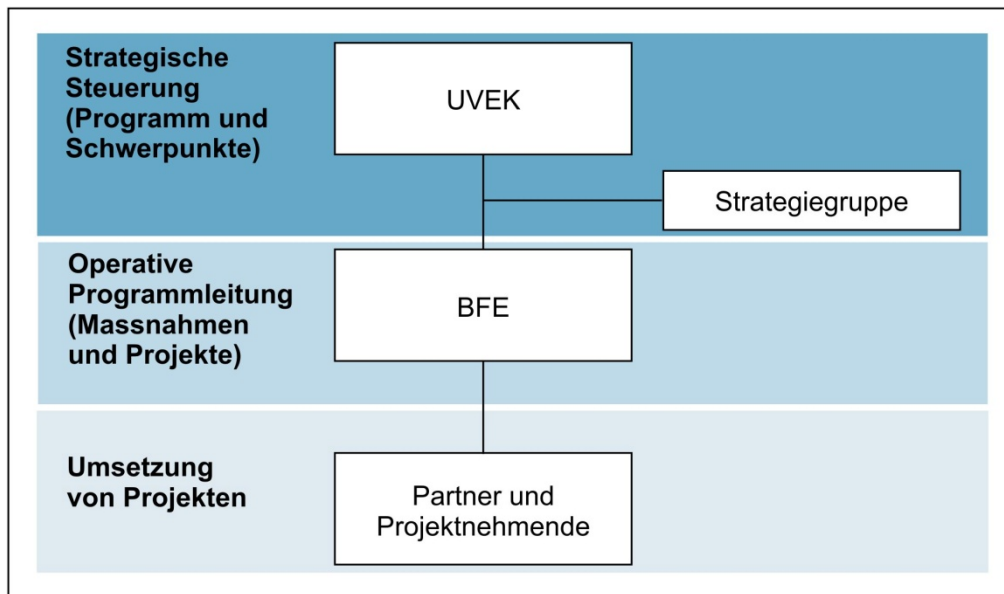 Strategische
Steuerung
(Programm und
Schwerpunkte)
UVEK
Strategiegruppe
Operative
Programmleitung
(Massnahmen
und Projekte)
BFE
Umsetzung
von Projekten
Partner und
Projektnehmende